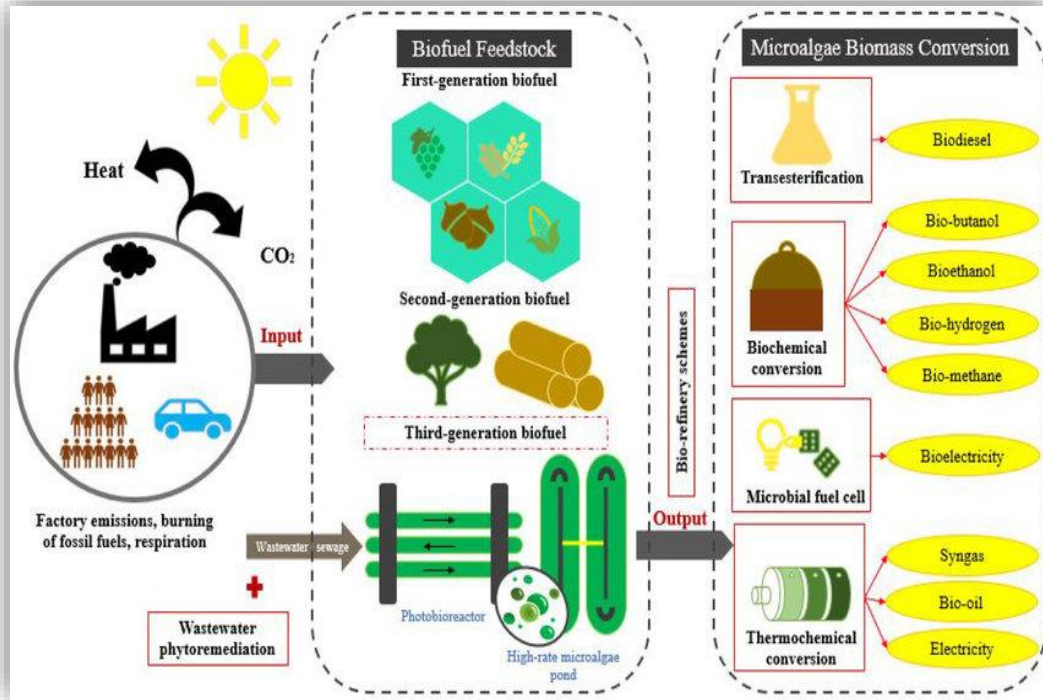 Heat
CO₂
Factory emissions, burning
of fossil fuels, respiration
Wastewater
phytoremediation
Input
Wastewater sewage
Biofuel Feedstock
First-generation biofuel
Second-generation biofuel
Third-generation biofuel
Photobioreactor
High-rate microalgae
pond
Bio-refinery schemes
Output
Microalgae Biomass Conversion
Transesterification
Biodiesel
Biochemical
conversion
Bio-butanol
Bioethanol
Bio-hydrogen
Bio-methane
Microbial fuel cell
Bioelectricity
Thermochemical
conversion
Syngas
Bio-oil
Electricity